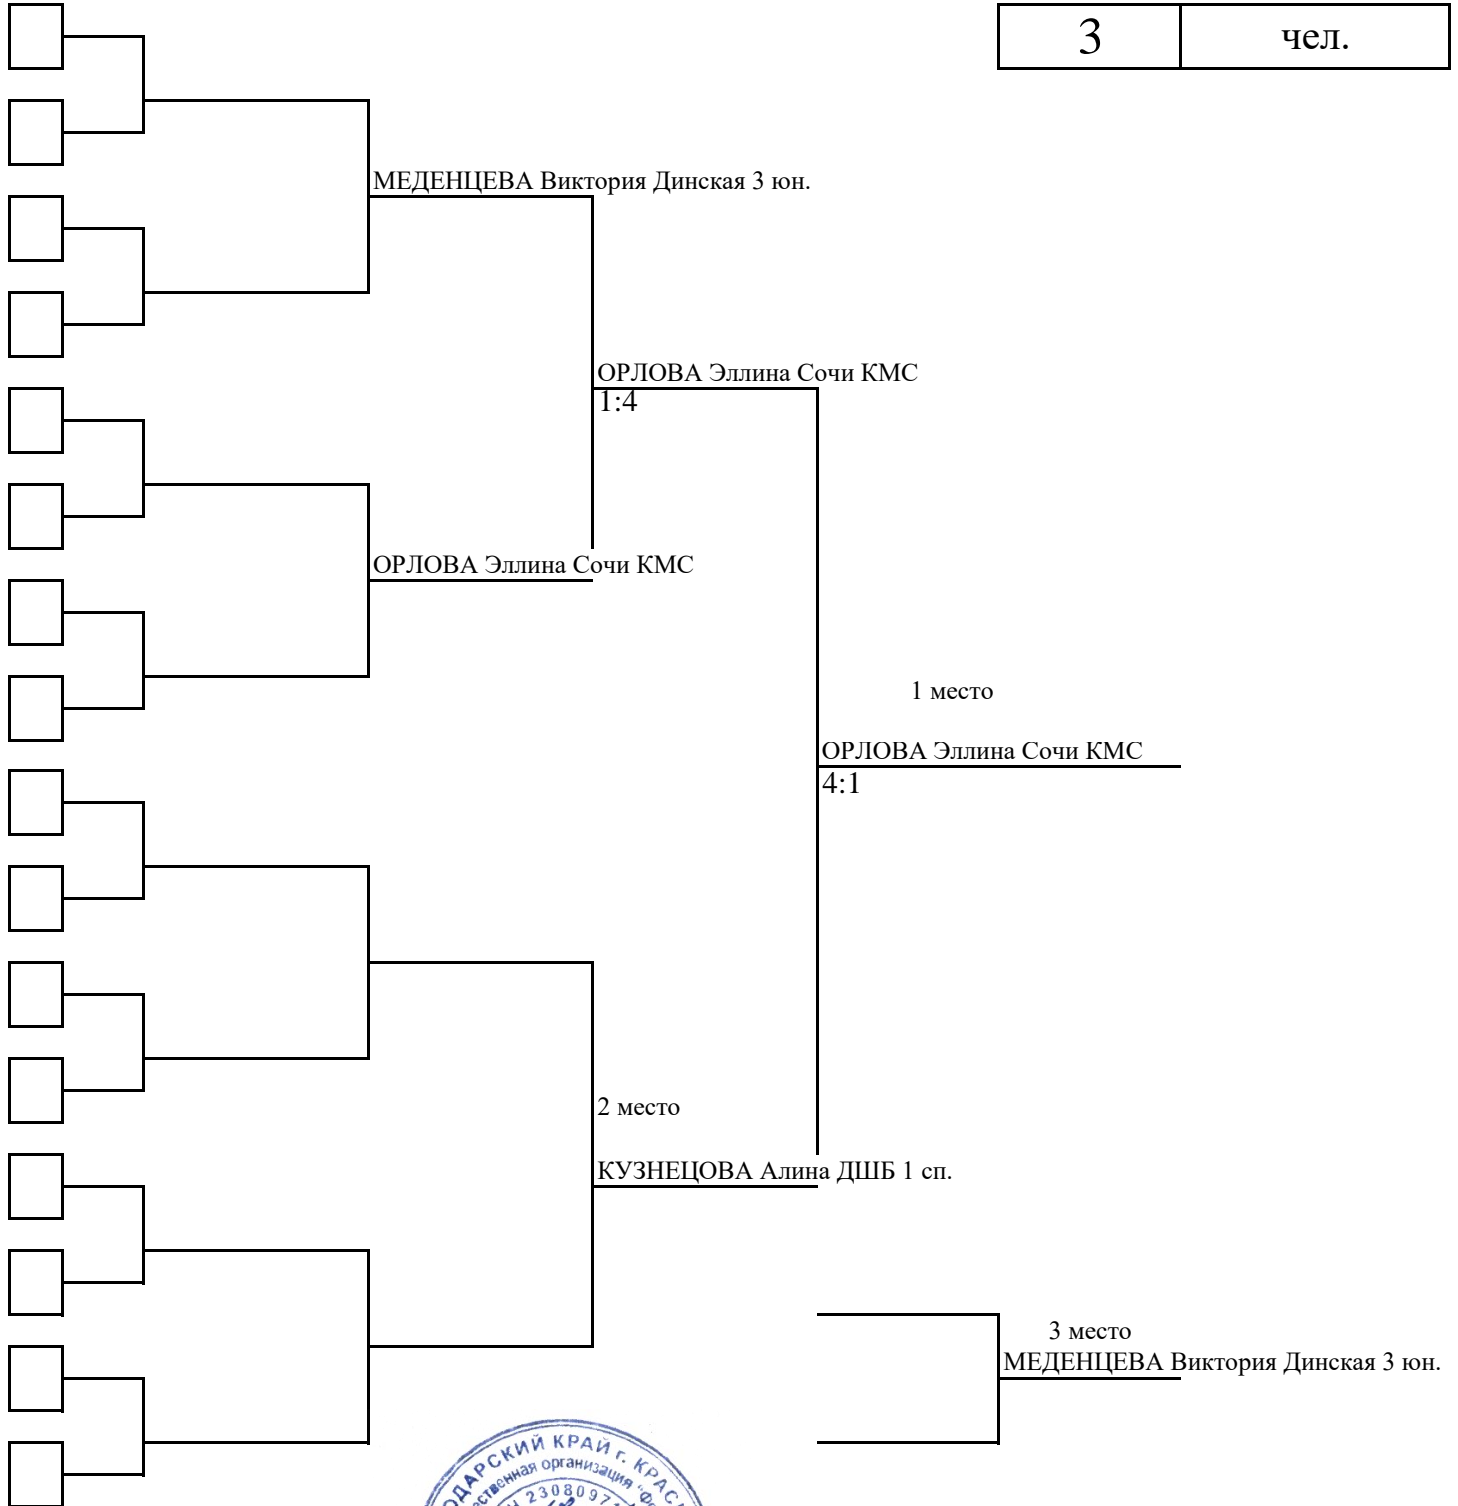 3 чел.
МЕДЕНЦЕВА Виктория Динская 3 юн.
ОРЛОВА Эллина Сочи КМС
1:4
ОРЛОВА Эллина Сочи КМС
1 место
ОРЛОВА Эллина Сочи КМС
4:1
2 место
КУЗНЕЦОВА Алина ДШБ 1 сп.
3 место
МЕДЕНЦЕВА Виктория Динская 3 юн.
КРАЙ г.
организация